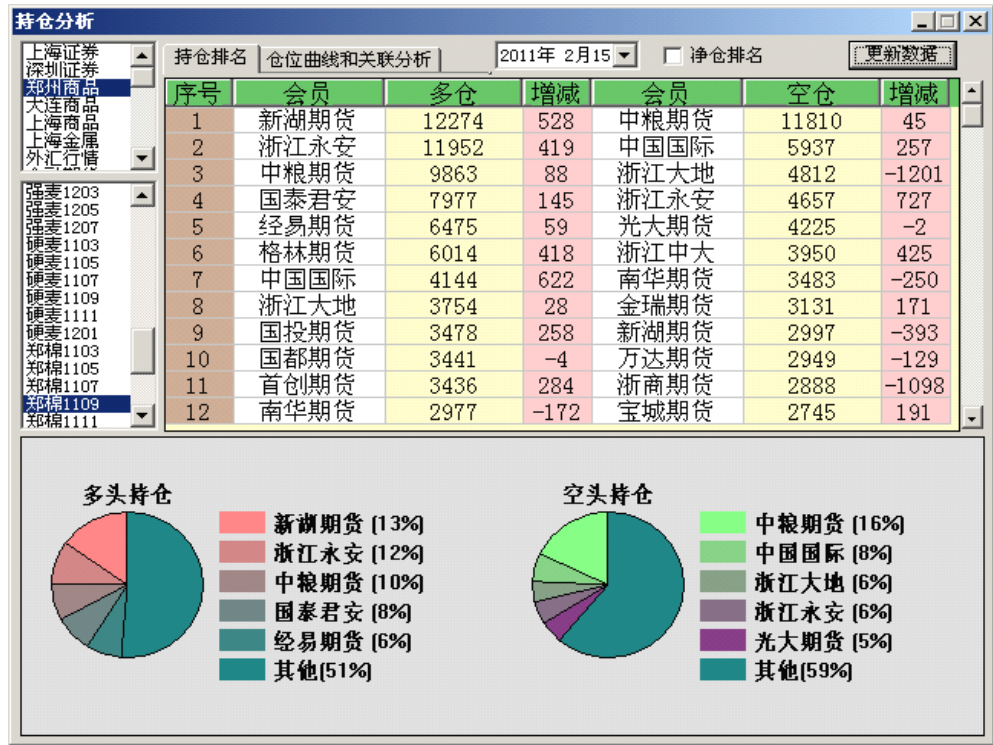 持仓分析
上海证券
深圳证券
郑州商品
大连商品
上海商品
上海金属
外汇行情
强麦1203
强麦1205
强麦1207
硬麦1103
硬麦1105
硬麦1107
硬麦1109
硬麦1111
硬麦1201
郑棉1103
郑棉1105
郑棉1107
郑棉1109
郑棉1111
持仓排名 仓位曲线和关联分析 2011年 2月15 净仓排名 更新数据
序号 会员 多仓 增减 会员 空仓 增减
1 新湖期货 12274 528 中粮期货 11810 45
2 浙江永安 11952 419 中国国际 5937 257
3 中粮期货 9863 88 浙江大地 4812 -1201
4 国泰君安 7977 145 浙江永安 4657 727
5 经易期货 6475 59 光大期货 4225 -2
6 格林期货 6014 418 浙江中大 3950 425
7 中国国际 4144 622 南华期货 3483 -250
8 浙江大地 3754 28 金瑞期货 3131 171
9 国投期货 3478 258 新湖期货 2997 -393
10 国都期货 3441 -4 万达期货 2949 -129
11 首创期货 3436 284 浙商期货 2888 -1098
12 南华期货 2977 -172 宝城期货 2745 191
多头持仓
新湖期货 (13%)
浙江永安 (12%)
中粮期货 (10%)
国泰君安 (8%)
经易期货 (6%)
其他(51%)
空头持仓
中粮期货 (16%)
中国国际 (8%)
浙江大地 (6%)
浙江永安 (6%)
光大期货 (5%)
其他(59%)